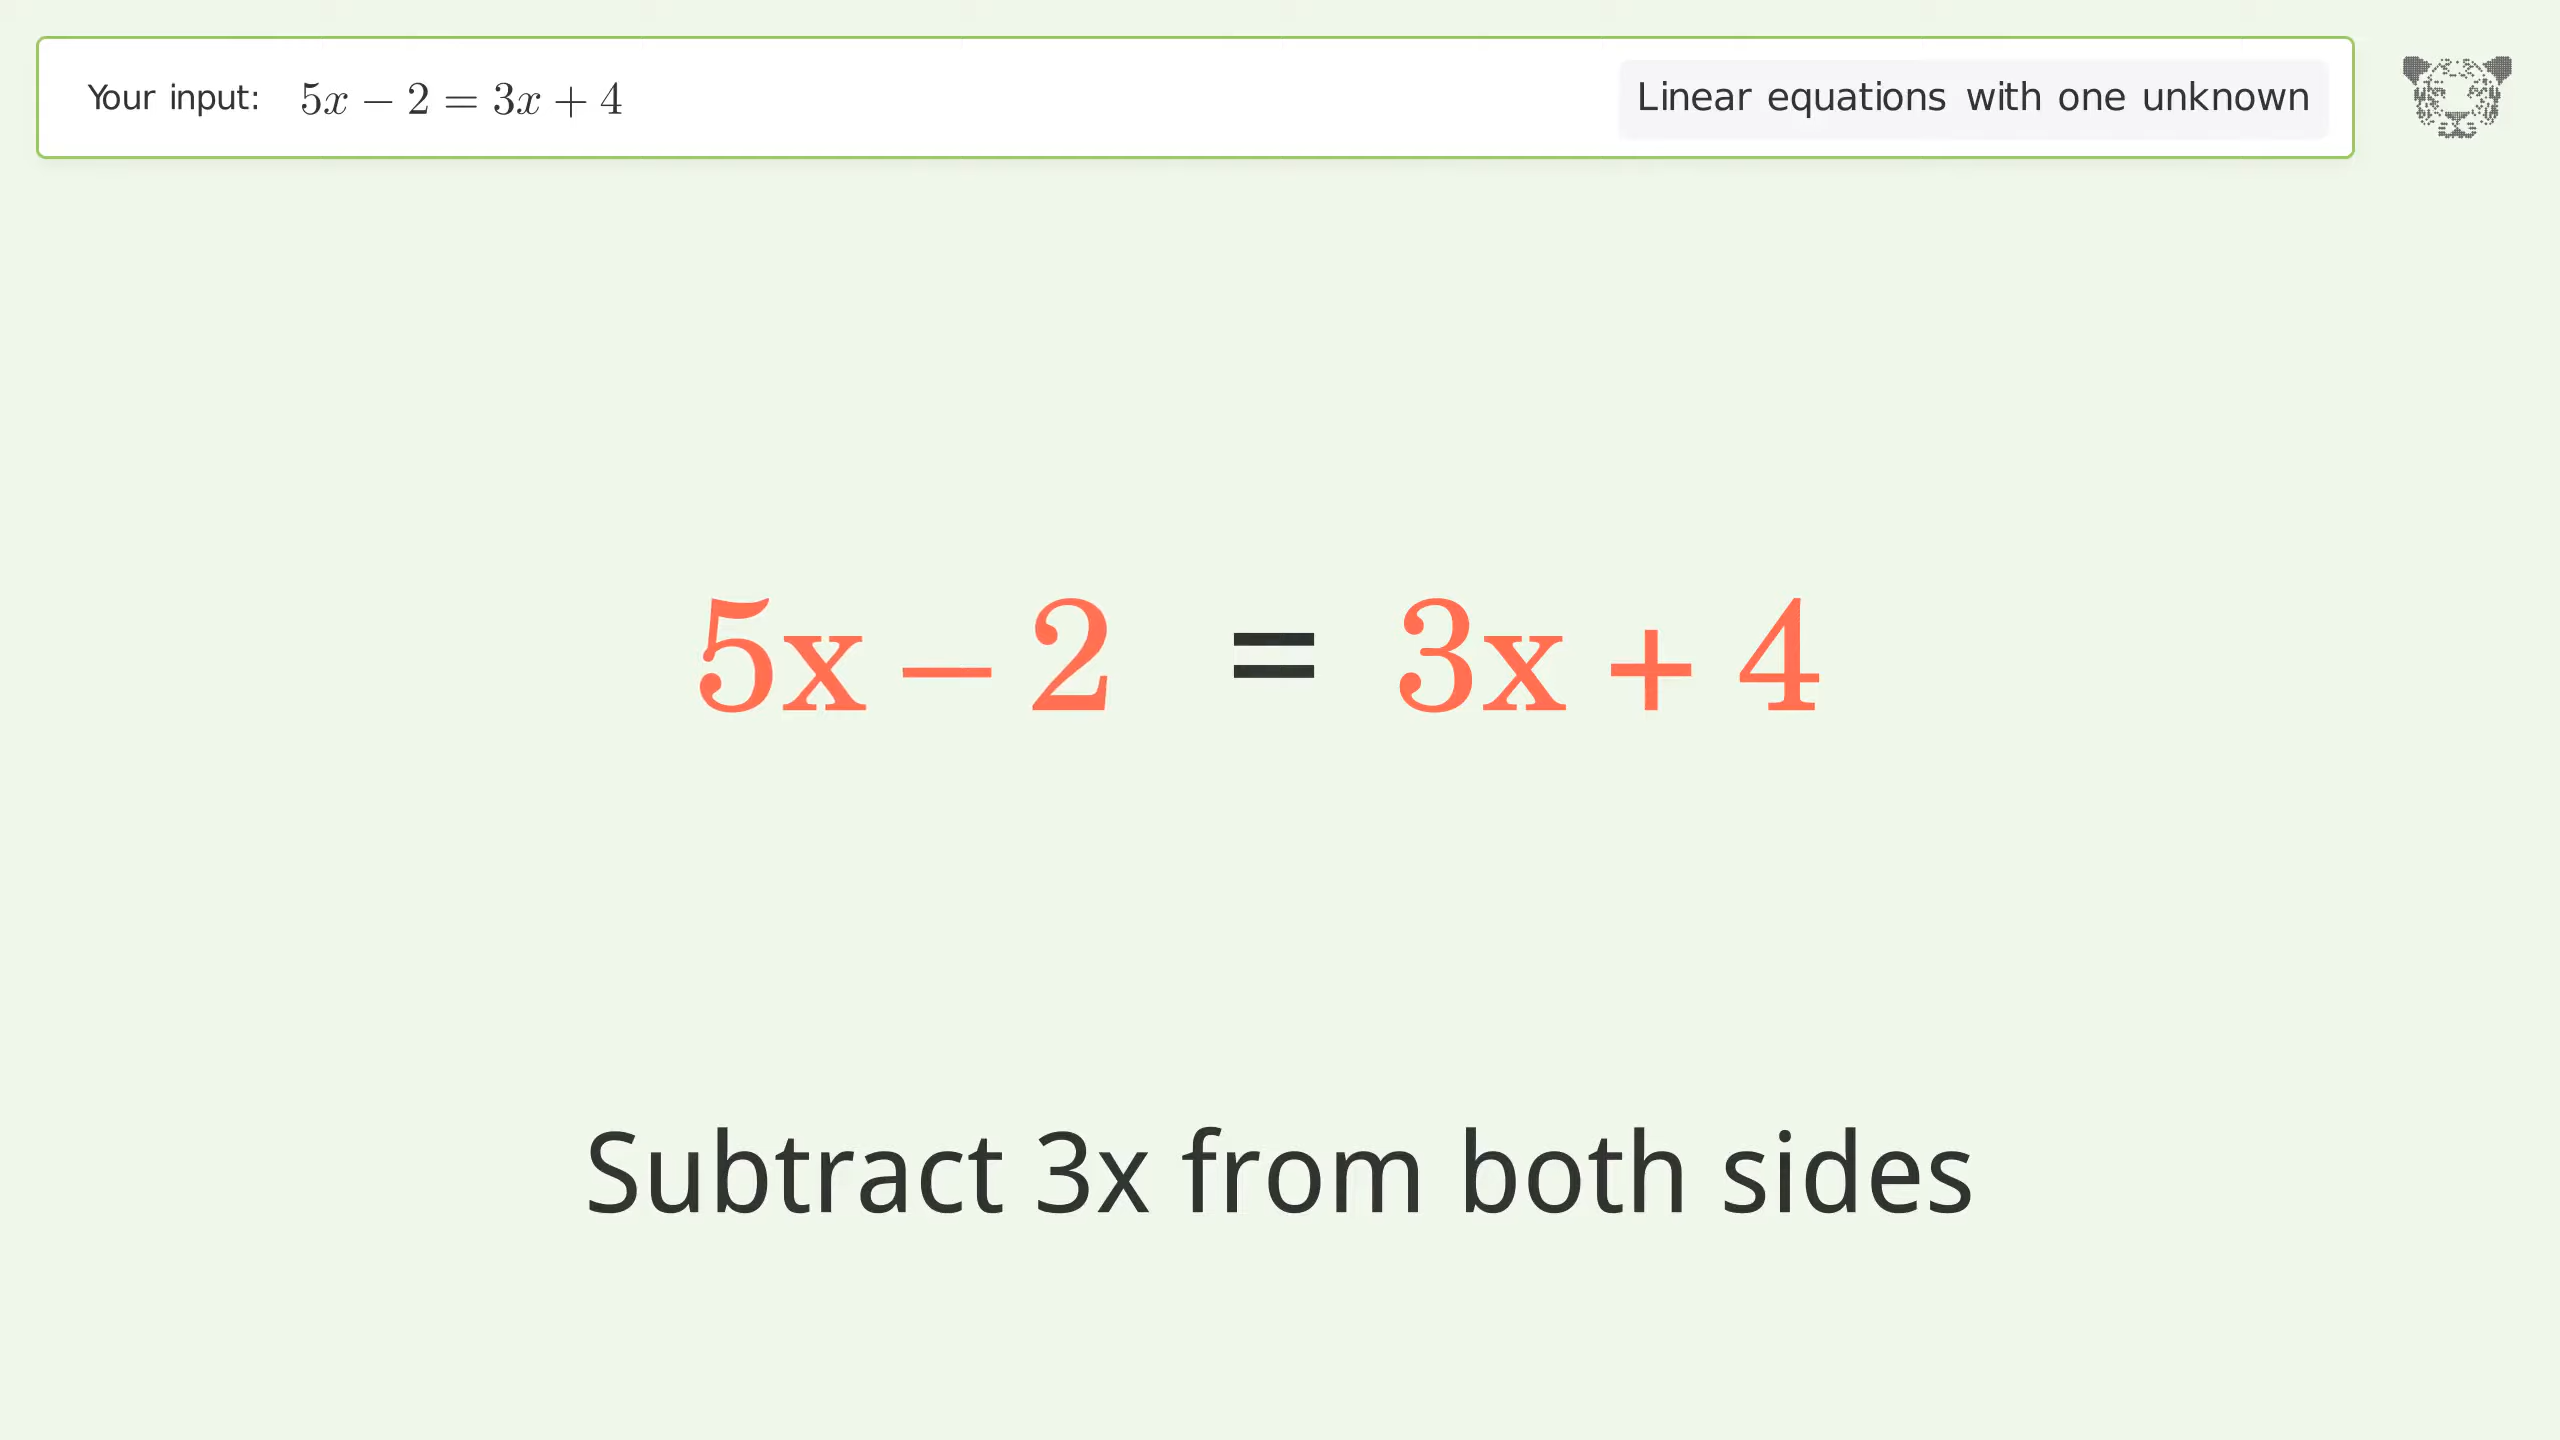 Your input: 5x − 2 = 3x + 4
Linear equations with one unknown
5x – 2 = 3x + 4
Subtract 3x from both sides